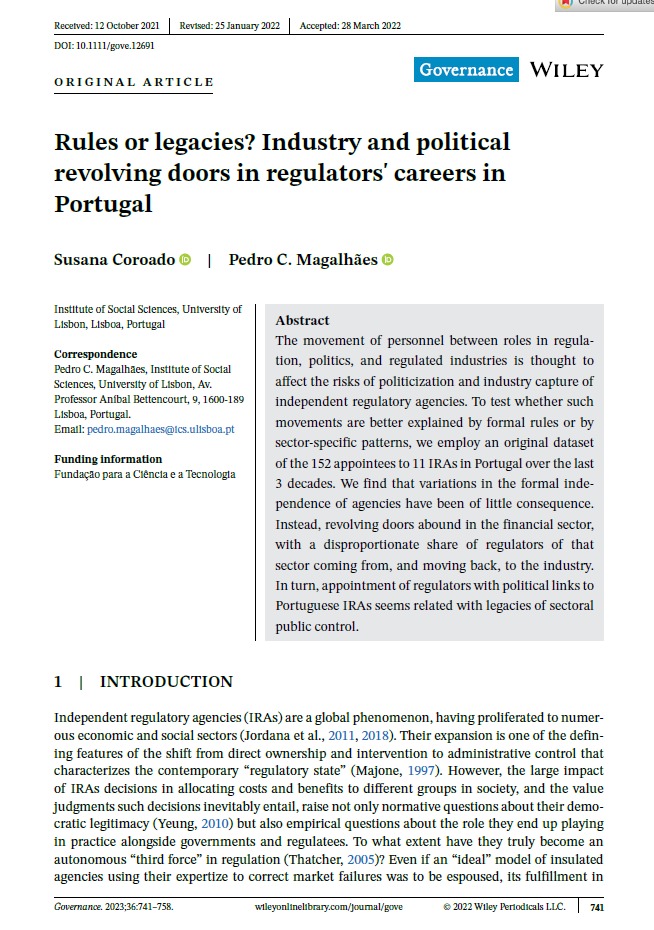 Check for updates
Received: 12 October 2021 | Revised: 25 January 2022 | Accepted: 28 March 2022
DOI: 10.1111/gove.12691
ORIGINAL ARTICLE
Governance WILEY
Rules or legacies? Industry and political
revolving doors in regulators' careers in
Portugal
Susana Coroado iD | Pedro C. Magalhães iD
Institute of Social Sciences, University of
Lisbon, Lisboa, Portugal
Correspondence
Pedro C. Magalhães, Institute of Social
Sciences, University of Lisbon, Av.
Professor Aníbal Bettencourt, 9, 1600-189
Lisboa, Portugal.
Email: pedro.magalhaes@ics.ulisboa.pt
Funding information
Fundação para a Ciência e a Tecnologia
Abstract
The movement of personnel between roles in regula-
tion, politics, and regulated industries is thought to
affect the risks of politicization and industry capture of
independent regulatory agencies. To test whether such
movements are better explained by formal rules or by
sector-specific patterns, we employ an original dataset
of the 152 appointees to 11 IRAs in Portugal over the last
3 decades. We find that variations in the formal inde-
pendence of agencies have been of little consequence.
Instead, revolving doors abound in the financial sector,
with a disproportionate share of regulators of that
sector coming from, and moving back, to the industry.
In turn, appointment of regulators with political links to
Portuguese IRAs seems related with legacies of sectoral
public control.
1 | INTRODUCTION
Independent regulatory agencies (IRAs) are a global phenomenon, having proliferated to numer-
ous economic and social sectors (Jordana et al., 2011, 2018). Their expansion is one of the defin-
ing features of the shift from direct ownership and intervention to administrative control that
characterizes the contemporary “regulatory state” (Majone, 1997). However, the large impact
of IRAs decisions in allocating costs and benefits to different groups in society, and the value
judgments such decisions inevitably entail, raise not only normative questions about their demo-
cratic legitimacy (Yeung, 2010) but also empirical questions about the role they end up playing
in practice alongside governments and regulatees. To what extent have they truly become an
autonomous “third force” in regulation (Thatcher, 2005)? Even if an “ideal” model of insulated
agencies using their expertize to correct market failures was to be espoused, its fulfillment in
Governance. 2023;36:741–758. wileyonlinelibrary.com/journal/gove © 2022 Wiley Periodicals LLC. | 741